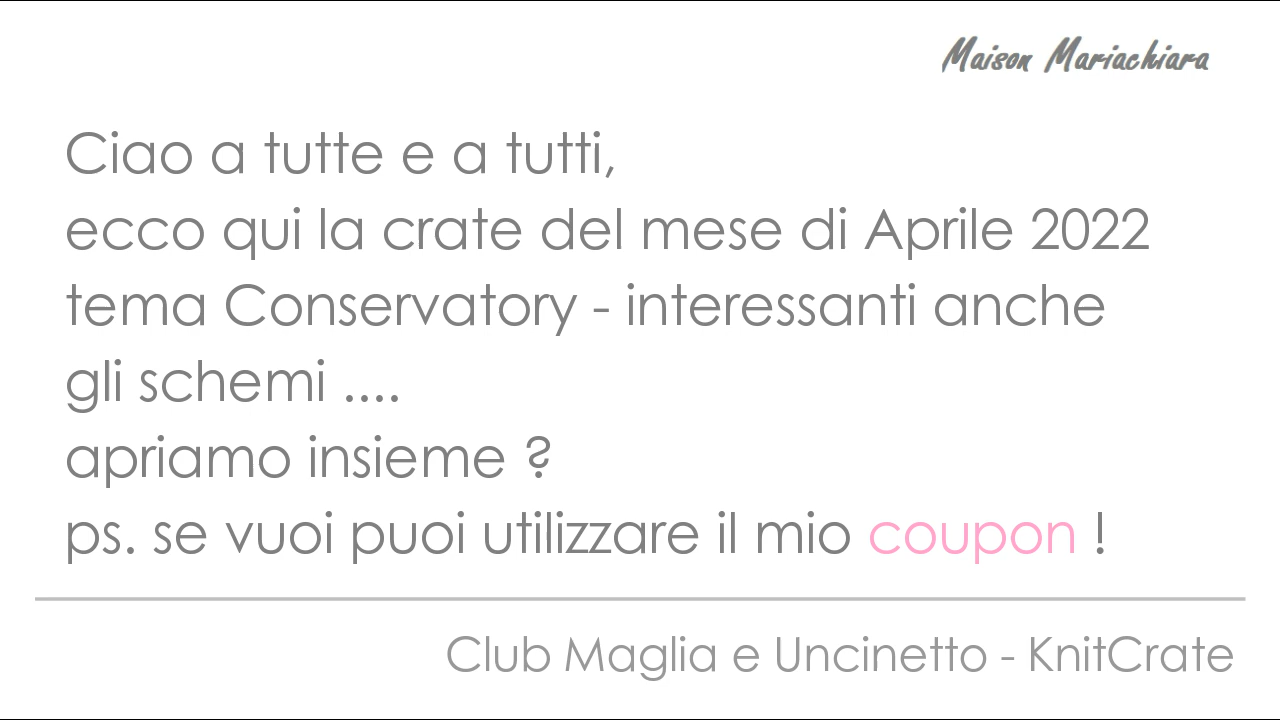 Maison Mariachiara
Ciao a tutte e a tutti,
ecco qui la crate del mese di Aprile 2022
tema Conservatory - interessanti anche
gli schemi ....
apriamo insieme ?
ps. se vuoi puoi utilizzare il mio coupon !
Club Maglia e Uncinetto - KnitCrate